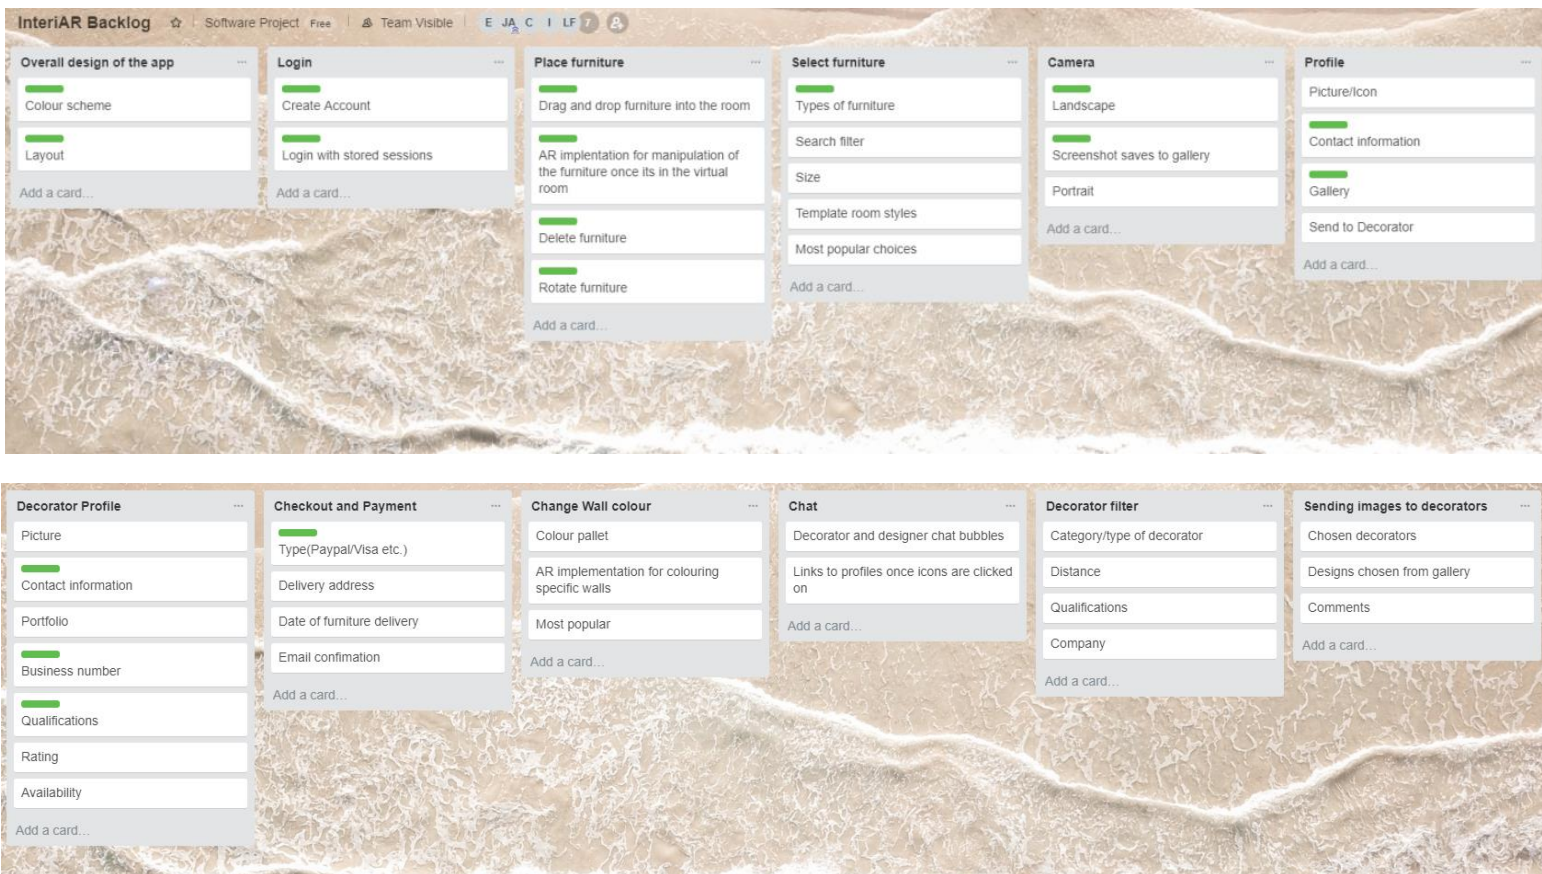 InteriAR Backlog Software Project Free Team Visible E JA C I LF 7
Overall design of the app
Colour scheme
Layout
Add a card...
Login
Create Account
Login with stored sessions
Add a card...
Place furniture
Drag and drop furniture into the room
AR implentation for manipulation of
the furniture once its in the virtual
room
Delete furniture
Rotate furniture
Add a card...
Select furniture
Types of furniture
Search filter
Size
Template room styles
Most popular choices
Add a card...
Camera
Landscape
Screenshot saves to gallery
Portrait
Add a card...
Profile
Picture/Icon
Contact information
Gallery
Send to Decorator
Add a card...
Decorator Profile
Picture
Contact information
Portfolio
Business number
Qualifications
Rating
Availability
Add a card...
Checkout and Payment
Type(Paypal/Visa etc.)
Delivery address
Date of furniture delivery
Email confimation
Add a card...
Change Wall colour
Colour pallet
AR implementation for colouring
specific walls
Most popular
Add a card...
Chat
Decorator and designer chat bubbles
Links to profiles once icons are clicked
on
Add a card...
Decorator filter
Category/type of decorator
Distance
Qualifications
Company
Add a card...
Sending images to decorators
Chosen decorators
Designs chosen from gallery
Comments
Add a card...